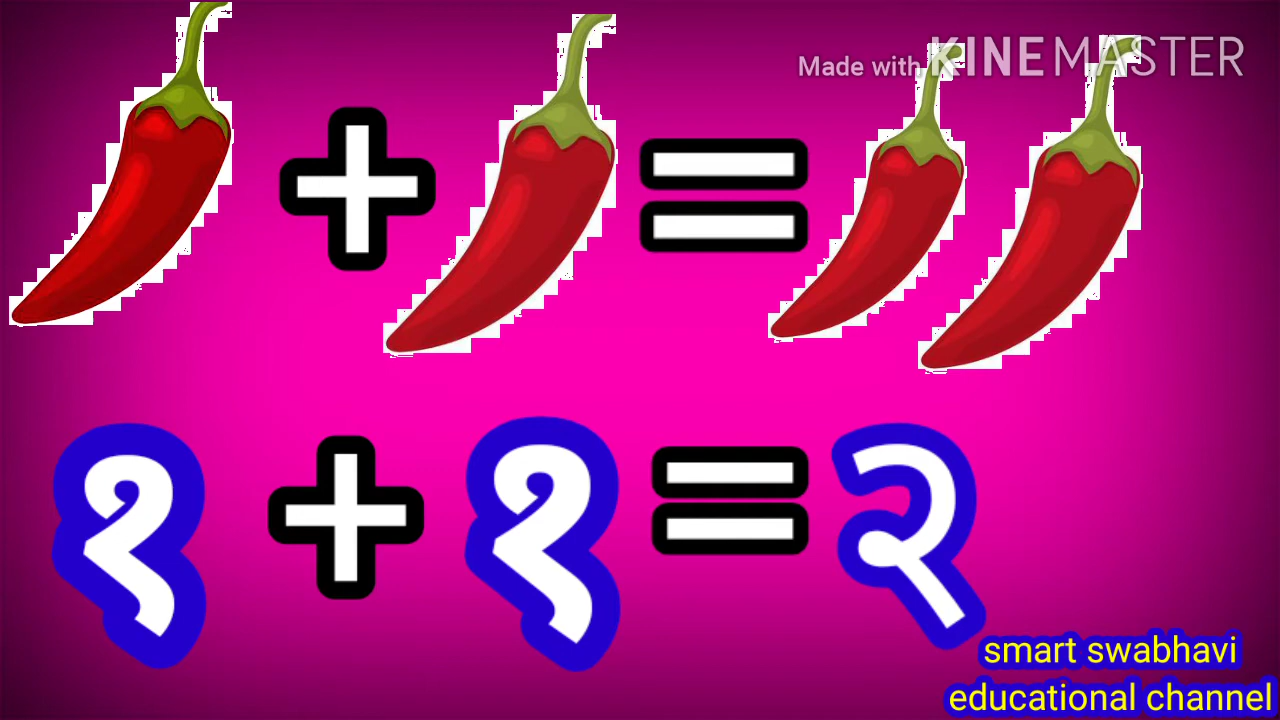 Made with KINEMASTER
+ =
१ + १ = २
smart swabhavi
educational channel